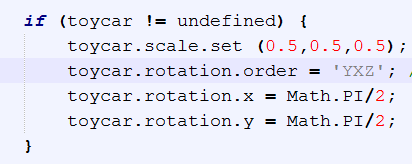 if (toycar != undefined) {
    toycar.scale.set (0.5,0.5,0.5);
    toycar.rotation.order = 'YXZ'; /
    toycar.rotation.x = Math.PI/2;
    toycar.rotation.y = Math.PI/2;
}